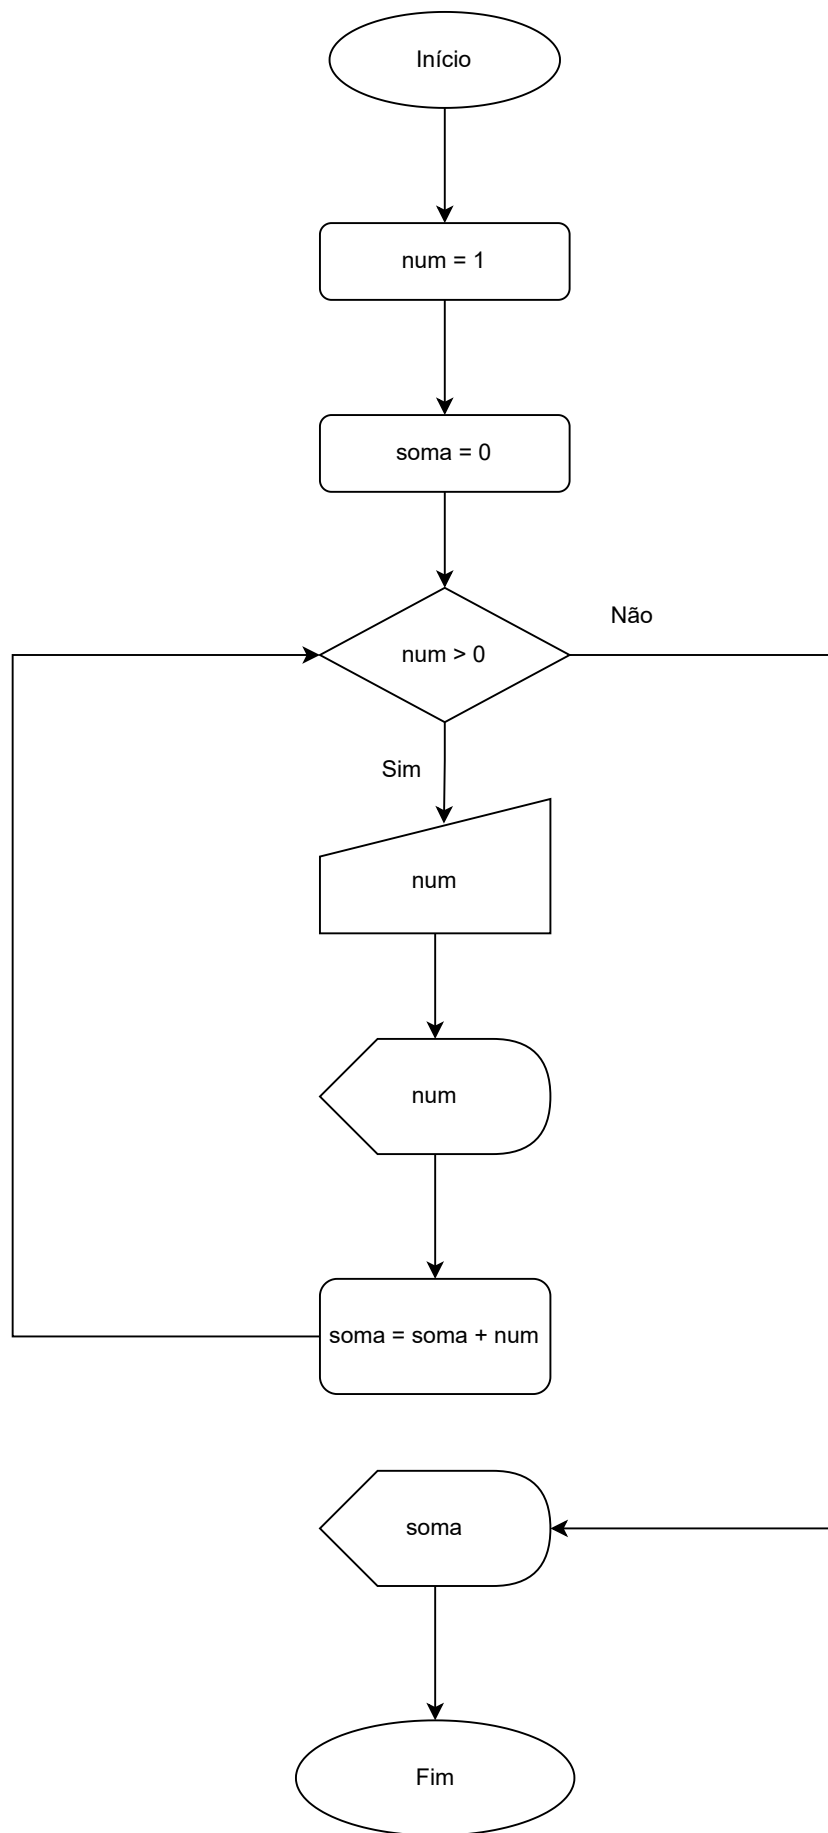 Início
num = 1
soma = 0
num > 0
Não
Sim
num
num
soma = soma + num
soma
Fim